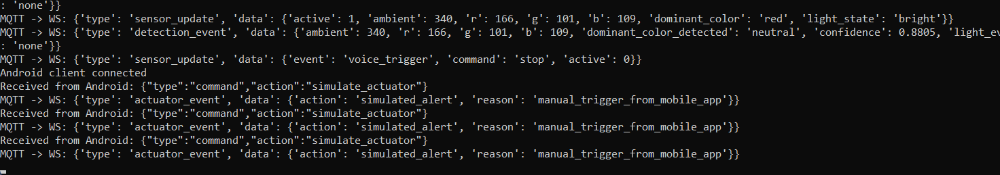 : 'none'}}
MQTT -> WS: {'type': 'sensor_update', 'data': {'active': 1, 'ambient': 340, 'r': 166, 'g': 101, 'b': 109, 'dominant_color': 'red', 'light_state': 'bright'}}
MQTT -> WS: {'type': 'detection_event', 'data': {'ambient': 340, 'r': 166, 'g': 101, 'b': 109, 'dominant_color_detected': 'neutral', 'confidence': 0.8805, 'light_ev
: 'none'}}
MQTT -> WS: {'type': 'sensor_update', 'data': {'event': 'voice_trigger', 'command': 'stop', 'active': 0}}
Android client connected
Received from Android: {"type":"command","action":"simulate_actuator"}
MQTT -> WS: {'type': 'actuator_event', 'data': {'action': 'simulated_alert', 'reason': 'manual_trigger_from_mobile_app'}}
Received from Android: {"type":"command","action":"simulate_actuator"}
MQTT -> WS: {'type': 'actuator_event', 'data': {'action': 'simulated_alert', 'reason': 'manual_trigger_from_mobile_app'}}
Received from Android: {"type":"command","action":"simulate_actuator"}
MQTT -> WS: {'type': 'actuator_event', 'data': {'action': 'simulated_alert', 'reason': 'manual_trigger_from_mobile_app'}}